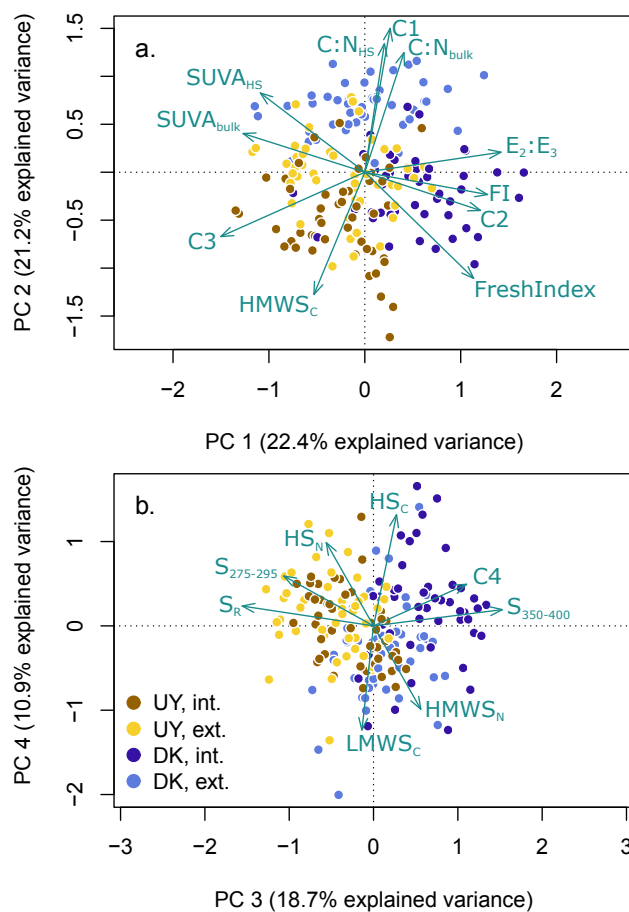 a.
C1
C:N_HS
C:N_bulk
SUVA_HS
SUVA_bulk
E₂:E₃
FI
C2
C3
FreshIndex
HMWS_C
1.5
0.5
−0.5
−1.5
PC 2 (21.2% explained variance)
−2 −1 0 1 2
PC 1 (22.4% explained variance)
b.
HS_C
HS_N
S_275-295
C4
S_R
S_350-400
HMWS_N
LMWS_C
UY, int.
UY, ext.
DK, int.
DK, ext.
1
0
−1
−2
PC 4 (10.9% explained variance)
−3 −2 −1 0 1 2 3
PC 3 (18.7% explained variance)